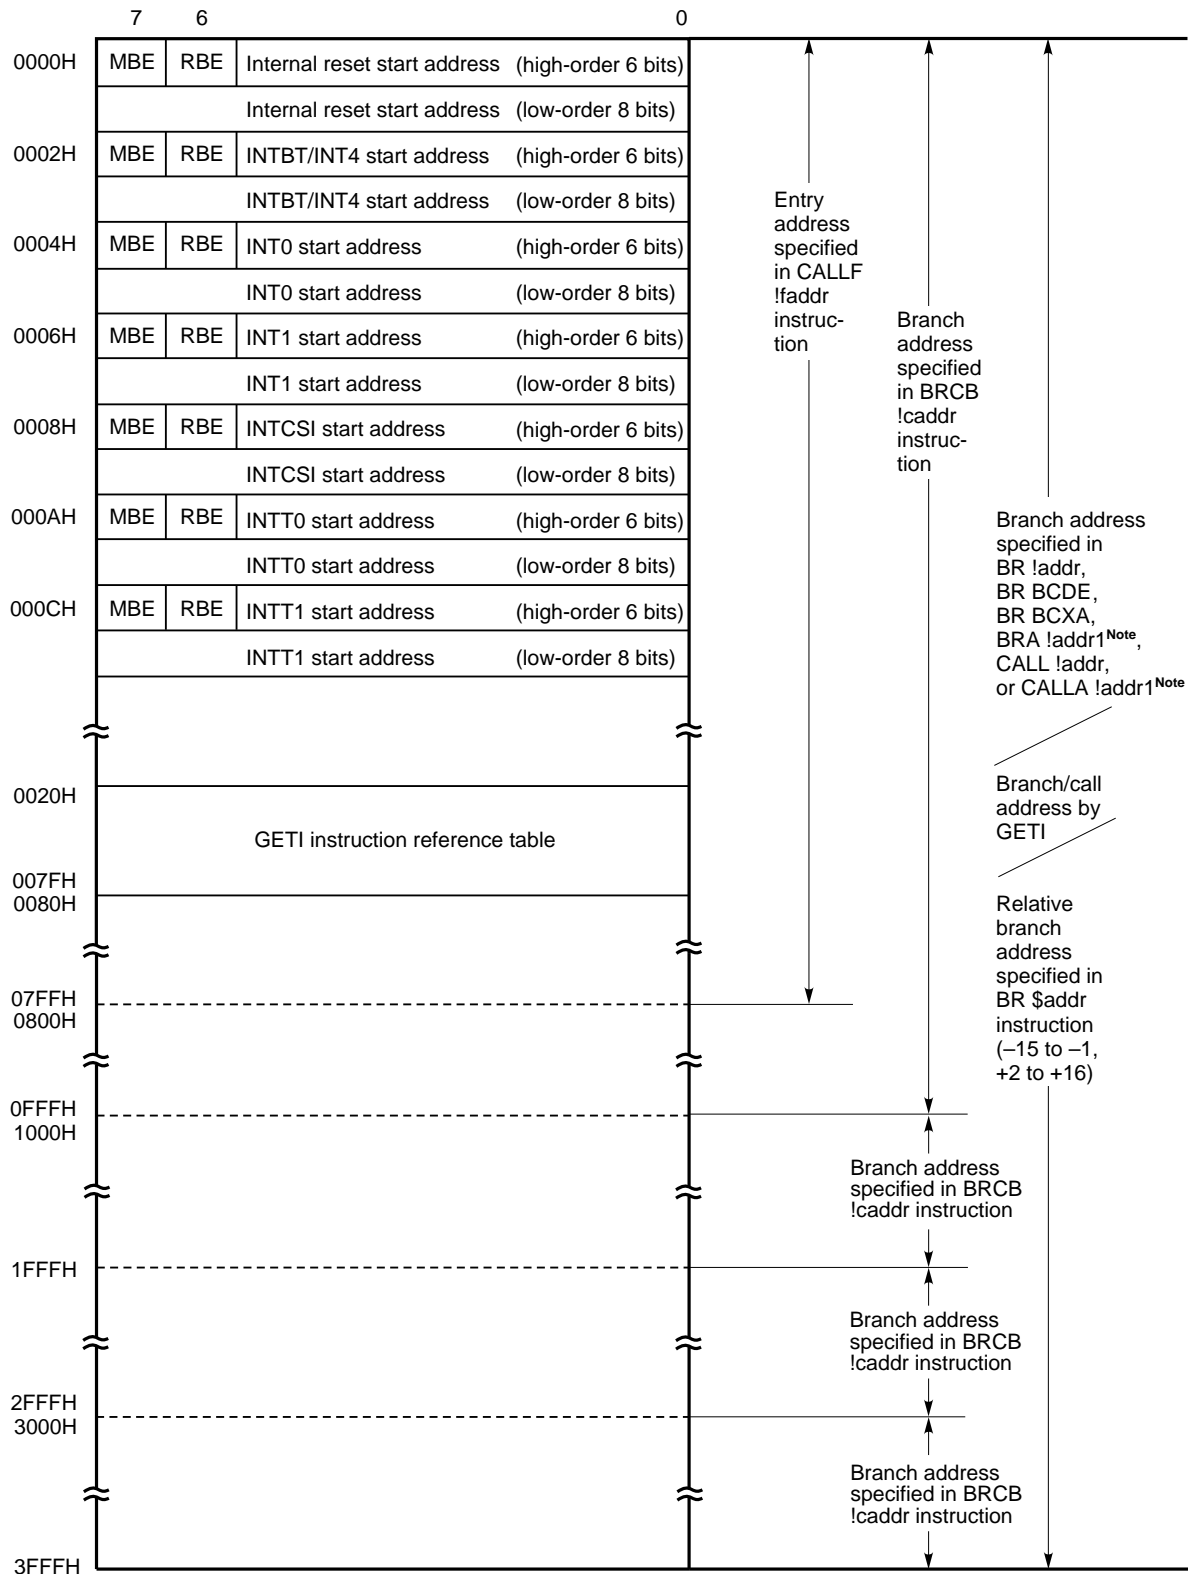 7 6 0
0000H MBE RBE Internal reset start address (high-order 6 bits)
Internal reset start address (low-order 8 bits)
0002H MBE RBE INTBT/INT4 start address (high-order 6 bits)
INTBT/INT4 start address (low-order 8 bits)
0004H MBE RBE INT0 start address (high-order 6 bits)
INT0 start address (low-order 8 bits)
0006H MBE RBE INT1 start address (high-order 6 bits)
INT1 start address (low-order 8 bits)
0008H MBE RBE INTCSI start address (high-order 6 bits)
INTCSI start address (low-order 8 bits)
000AH MBE RBE INTT0 start address (high-order 6 bits)
INTT0 start address (low-order 8 bits)
000CH MBE RBE INTT1 start address (high-order 6 bits)
INTT1 start address (low-order 8 bits)
0020H
GETI instruction reference table
007FH
0080H
07FFH
0800H
0FFFH
1000H
1FFFH
2FFFH
3000H
3FFFH
Entry
address
specified
in CALLF
!faddr
instruc-
tion
Branch
address
specified
in BRCB
!caddr
instruc-
tion
Branch address
specified in BRCB
!caddr instruction
Branch address
specified in BRCB
!caddr instruction
Branch address
specified in BRCB
!caddr instruction
Branch address
specified in
BR !addr,
BR BCDE,
BR BCXA,
BRA !addr1Note,
CALL !addr,
or CALLA !addr1Note
Branch/call
address by
GETI
Relative
branch
address
specified in
BR $addr
instruction
(–15 to –1,
+2 to +16)